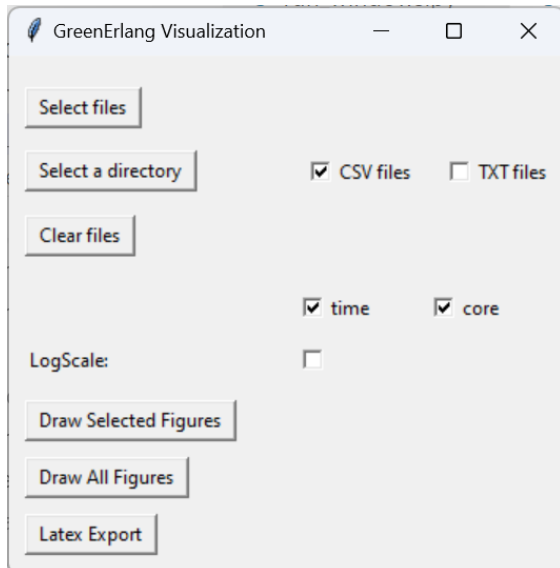 GreenErlang Visualization
Select files
Select a directory CSV files TXT files
Clear files
time core
LogScale:
Draw Selected Figures
Draw All Figures
Latex Export